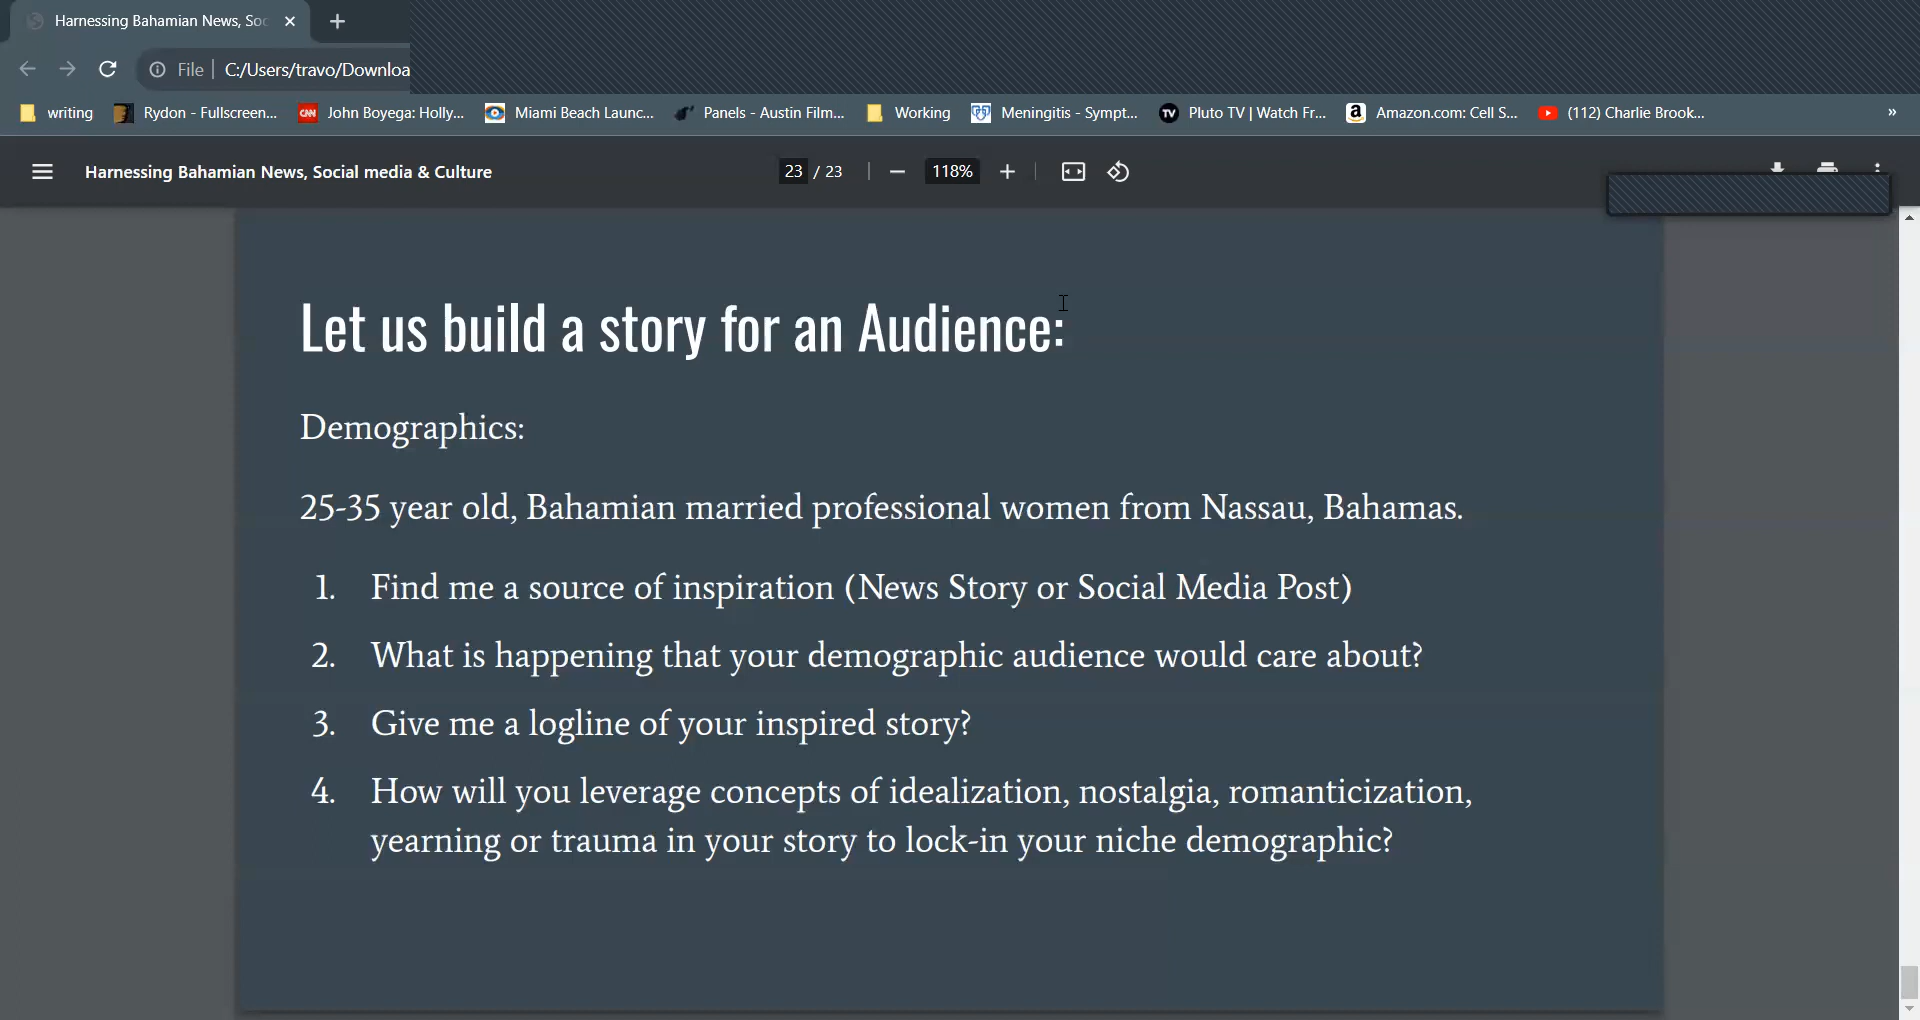 Harnessing Bahamian News, Soc
File | C:/Users/travo/Downloa
writing Rydon - Fullscreen... CNN John Boyega: Holly... Miami Beach Launc... Panels - Austin Film... Working Meningitis - Sympt... TV Pluto TV | Watch Fr... a Amazon.com: Cell S... (112) Charlie Brook... »
Harnessing Bahamian News, Social media & Culture 23 / 23 118%
Let us build a story for an Audience:
Demographics:
25-35 year old, Bahamian married professional women from Nassau, Bahamas.
1. Find me a source of inspiration (News Story or Social Media Post)
2. What is happening that your demographic audience would care about?
3. Give me a logline of your inspired story?
4. How will you leverage concepts of idealization, nostalgia, romanticization,
yearning or trauma in your story to lock-in your niche demographic?